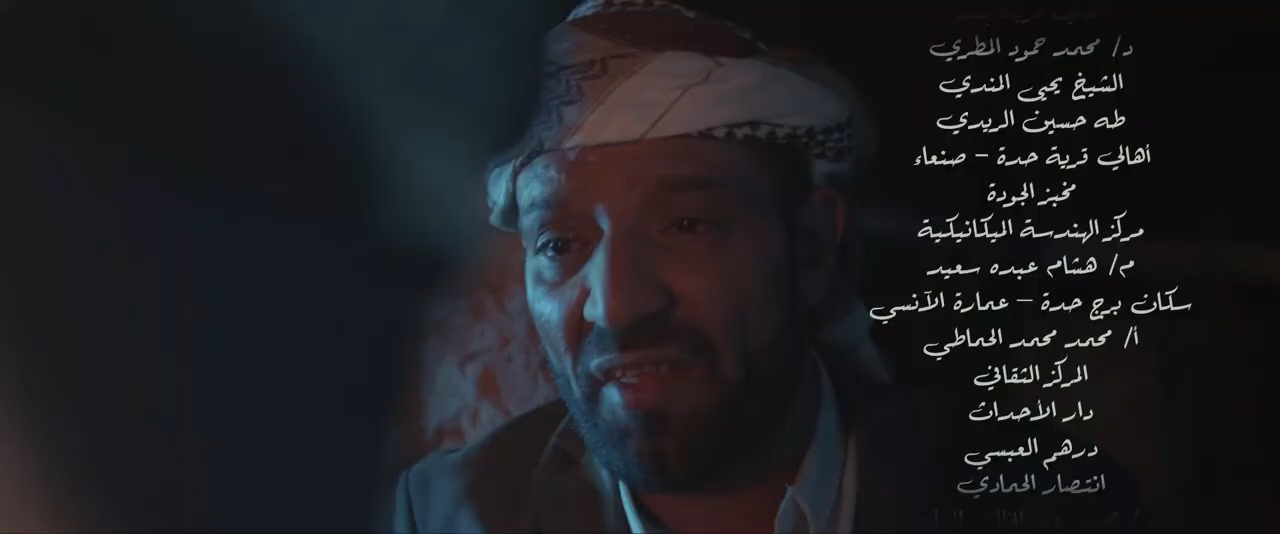 د/ محمد حمود المطري
الشيخ يحيى المندي
طه حسين الريدي
أهالي قرية حدة – صنعاء
مخبز الجودة
مركز الهندسة الميكانيكية
م/ هشام عبده سعيد
سكان برج حدة – عمارة الآنسي
أ/ محمد محمد الحماطي
المركز الثقافي
دار الأحداث
درهم العبسي
انتصار الحمادي